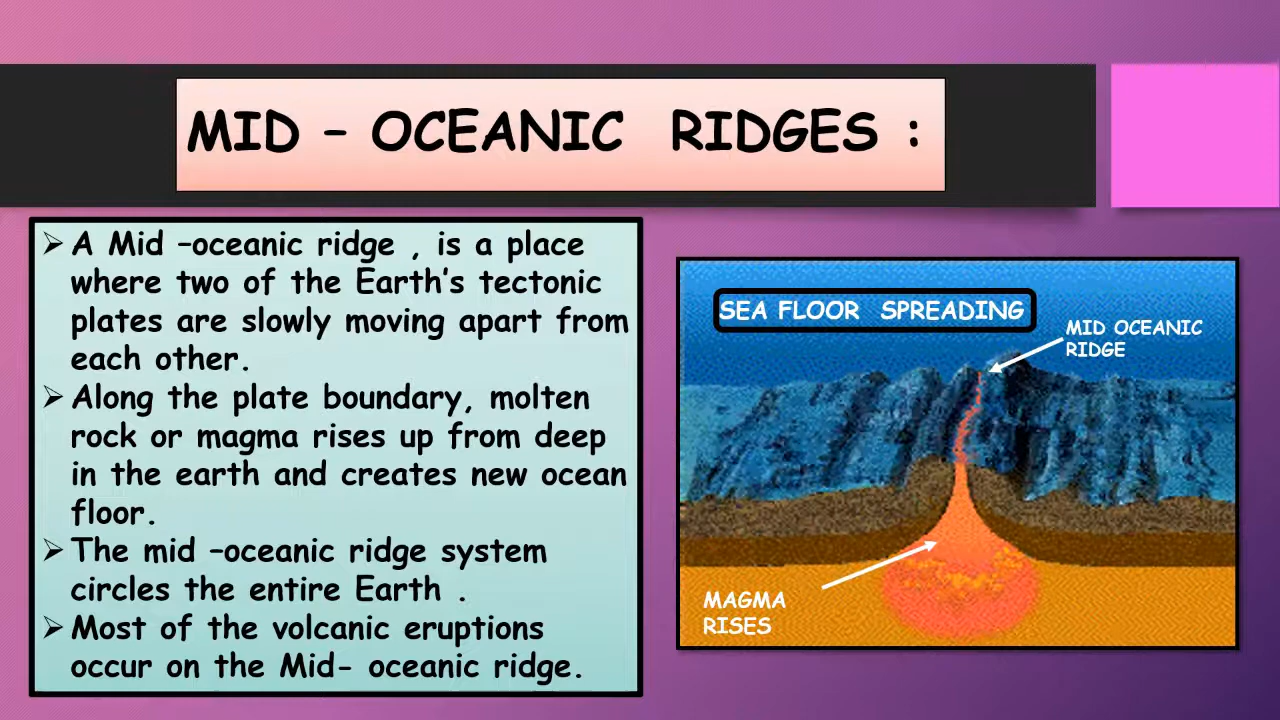 MID – OCEANIC RIDGES :
➢ A Mid –oceanic ridge , is a place
where two of the Earth's tectonic
plates are slowly moving apart from
each other.
➢ Along the plate boundary, molten
rock or magma rises up from deep
in the earth and creates new ocean
floor.
➢ The mid –oceanic ridge system
circles the entire Earth .
➢ Most of the volcanic eruptions
occur on the Mid- oceanic ridge.
SEA FLOOR SPREADING
MID OCEANIC
RIDGE
MAGMA
RISES